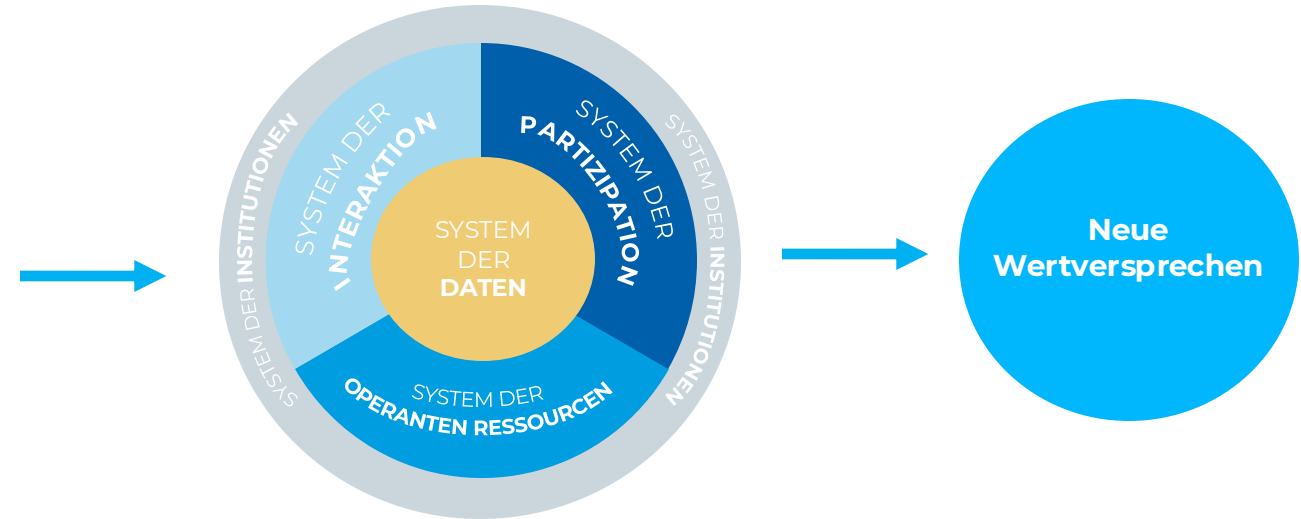 SYSTEM DER INSTITUTIONEN
SYSTEM DER
INTERAKTION
SYSTEM DER
PARTIZIPATION
SYSTEM DER INSTITUTIONEN
SYSTEM
DER
DATEN
SYSTEM DER
OPERANTEN RESSOURCEN
Neue
Wertversprechen